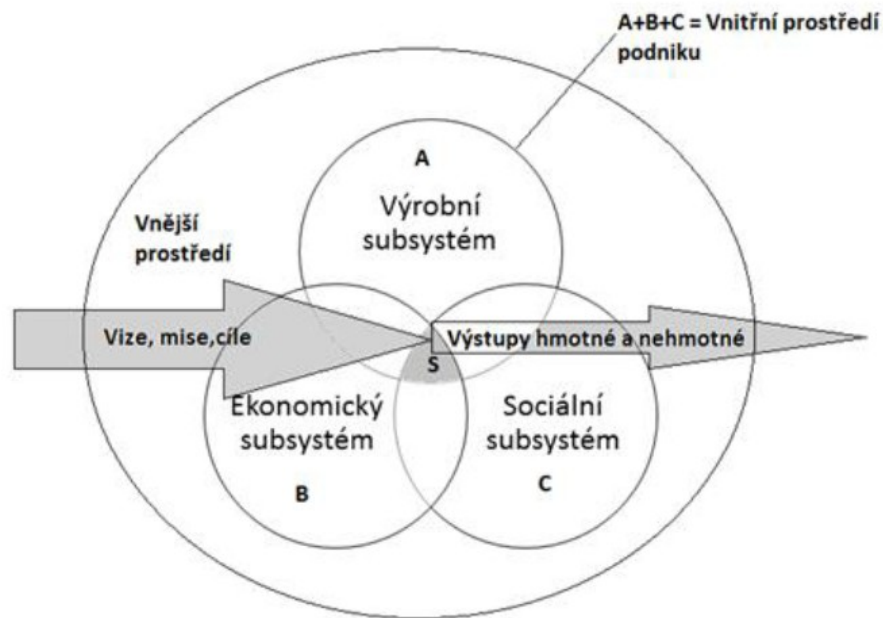 A+B+C = Vnitřní prostředí
podniku
A
Výrobní
subsystém
Vnější
prostředí
Vize, mise,cíle
Výstupy hmotné a nehmotné
S
Ekonomický
subsystém
B
Sociální
subsystém
C